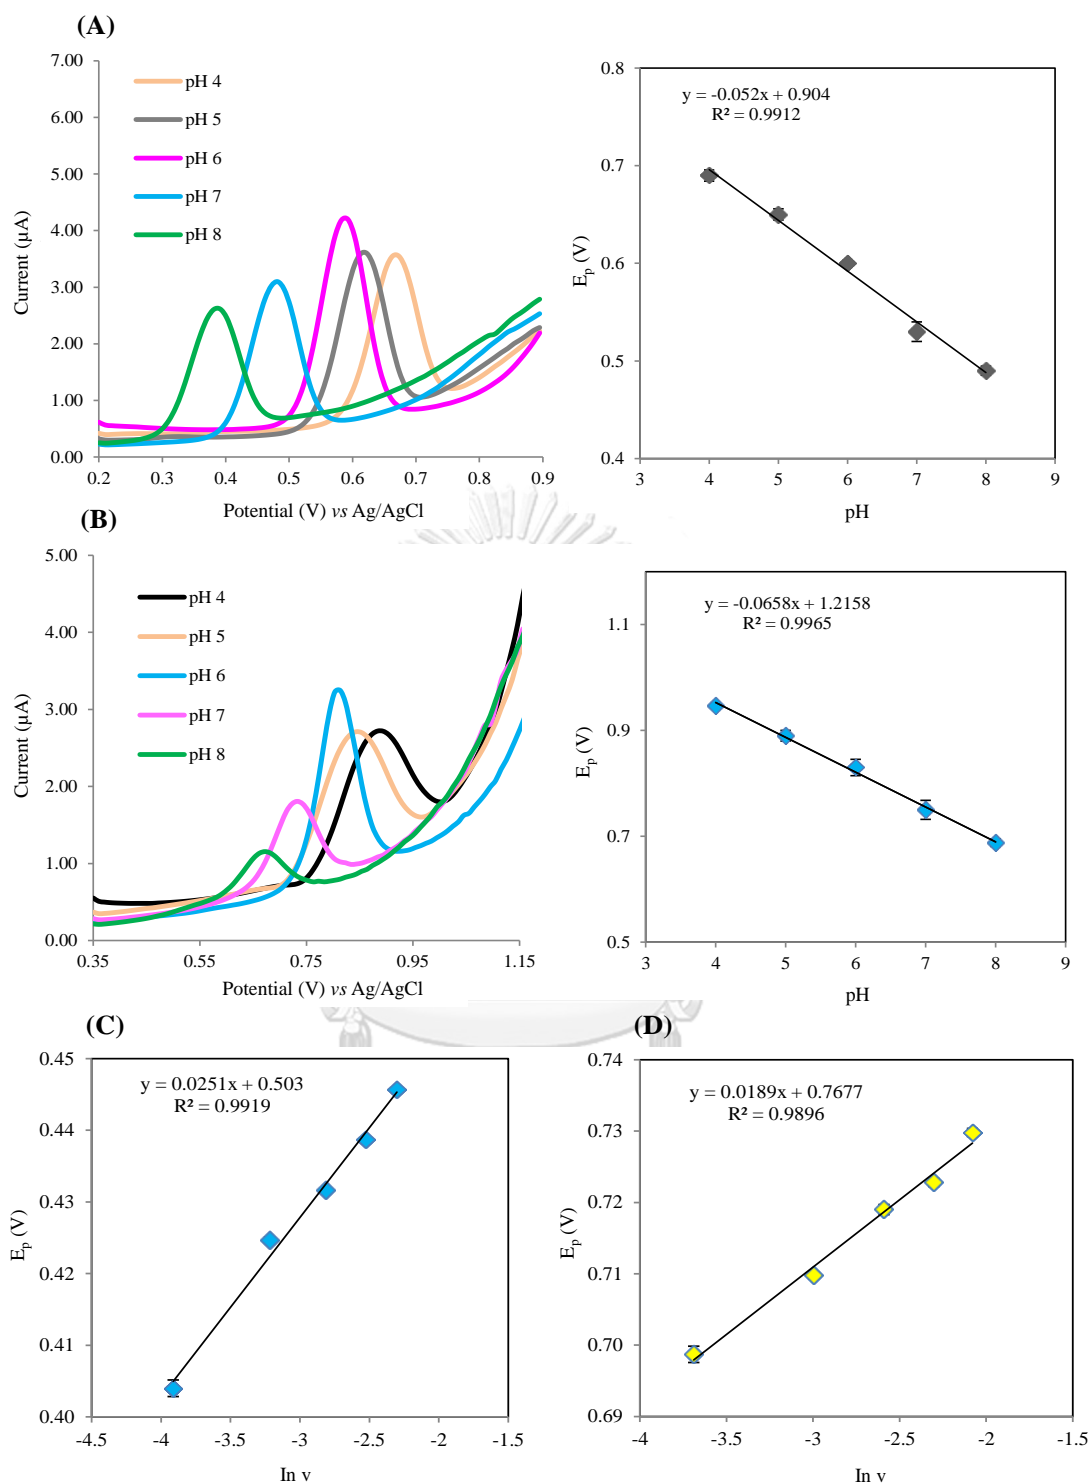 (A)
7.00
6.00
5.00
4.00
3.00
2.00
1.00
0.00
Current (µA)
pH 4
pH 5
pH 6
pH 7
pH 8
0.2 0.3 0.4 0.5 0.6 0.7 0.8 0.9
Potential (V) vs Ag/AgCl
0.8
0.7
0.6
0.5
0.4
Ep (V)
y = -0.052x + 0.904
R² = 0.9912
3 4 5 6 7 8 9
pH
(B)
5.00
4.00
3.00
2.00
1.00
0.00
Current (µA)
pH 4
pH 5
pH 6
pH 7
pH 8
0.35 0.55 0.75 0.95 1.15
Potential (V) vs Ag/AgCl
1.1
0.9
0.7
0.5
Ep (V)
y = -0.0658x + 1.2158
R² = 0.9965
3 4 5 6 7 8 9
pH
(C)
0.45
0.44
0.43
0.42
0.41
0.40
Ep (V)
y = 0.0251x + 0.503
R² = 0.9919
-4.5 -4 -3.5 -3 -2.5 -2 -1.5
In v
(D)
0.74
0.73
0.72
0.71
0.70
0.69
Ep (V)
y = 0.0189x + 0.7677
R² = 0.9896
-4 -3 -2 -1
In v